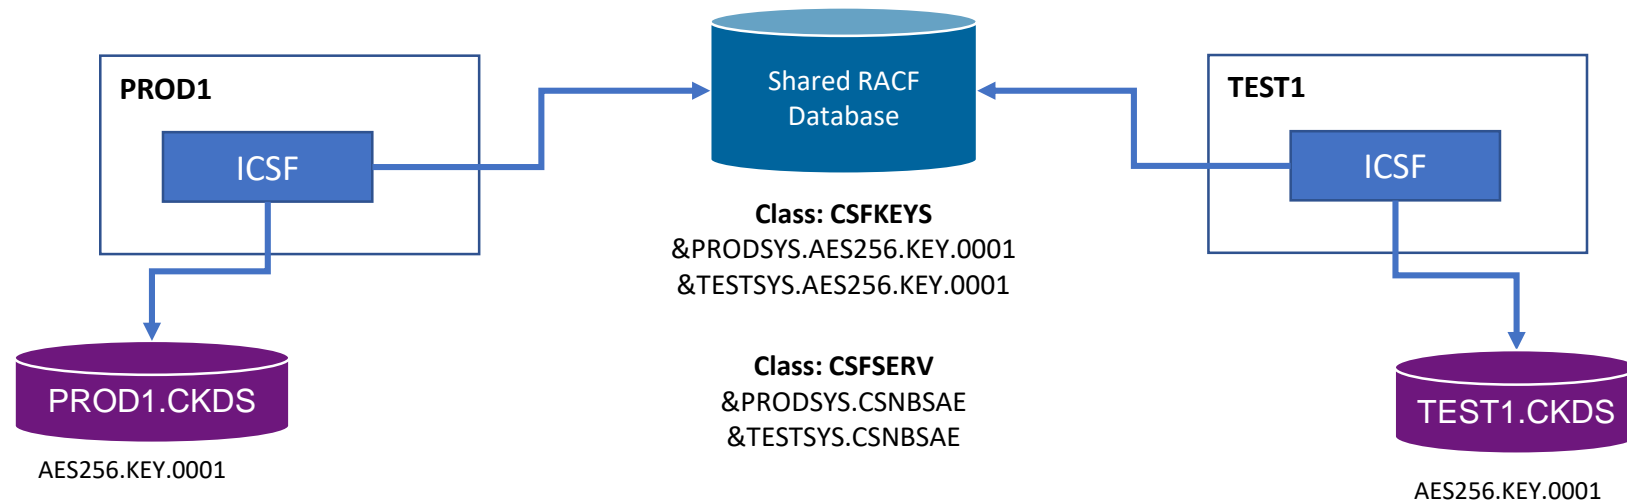 PROD1
ICSF
PROD1.CKDS
AES256.KEY.0001
Shared RACF
Database
Class: CSFKEYS
&PRODSYS.AES256.KEY.0001
&TESTSYS.AES256.KEY.0001
Class: CSFSERV
&PRODSYS.CSNBSAE
&TESTSYS.CSNBSAE
TEST1
ICSF
TEST1.CKDS
AES256.KEY.0001